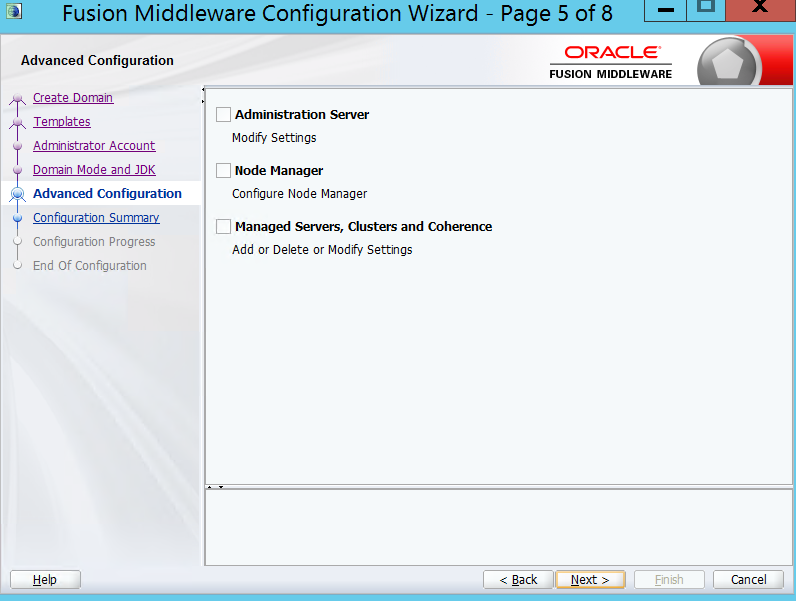 Fusion Middleware Configuration Wizard - Page 5 of 8
Advanced Configuration
ORACLE
FUSION MIDDLEWARE
Create Domain
Templates
Administrator Account
Domain Mode and JDK
Advanced Configuration
Configuration Summary
Configuration Progress
End Of Configuration
Administration Server
Modify Settings
Node Manager
Configure Node Manager
Managed Servers, Clusters and Coherence
Add or Delete or Modify Settings
Help
< Back
Next >
Finish
Cancel